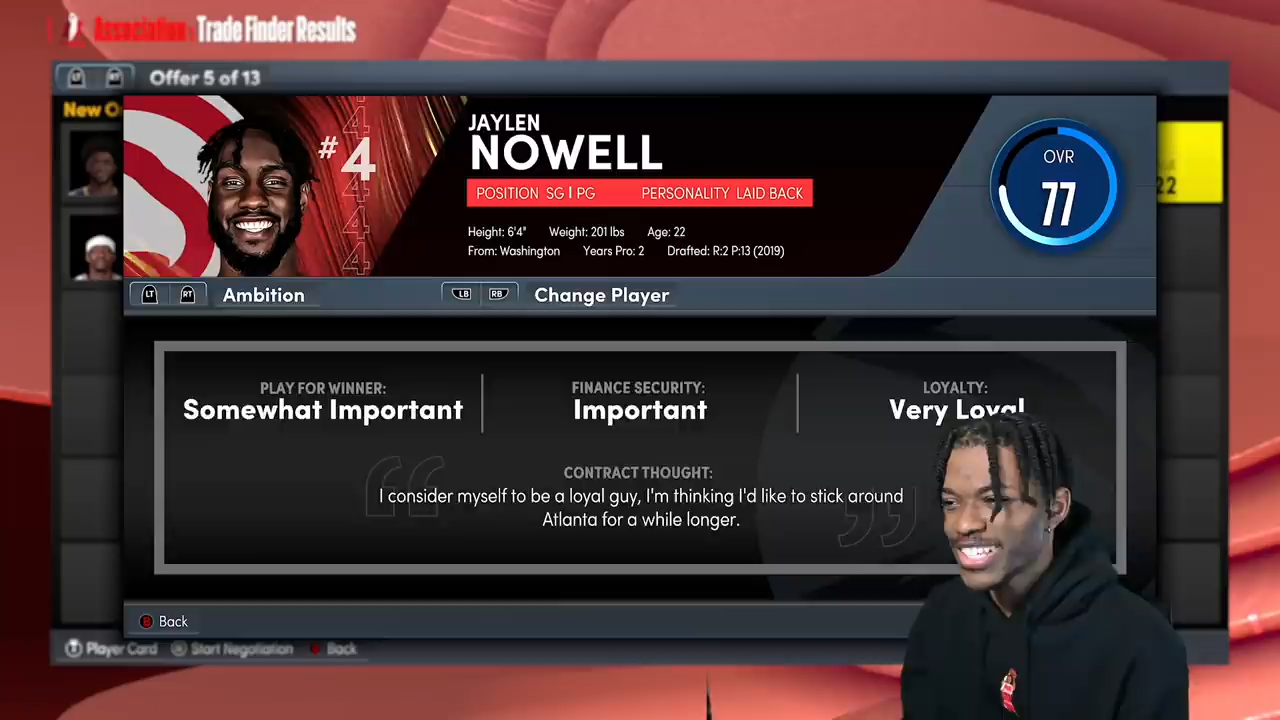 Association: Trade Finder Results
Offer 5 of 13
New O
JAYLEN
NOWELL
#4
POSITION SG | PG PERSONALITY LAID BACK
Height: 6'4" Weight: 201 lbs Age: 22
From: Washington Years Pro: 2 Drafted: R:2 P:13 (2019)
OVR
77
22
LT RT Ambition LB RB Change Player
PLAY FOR WINNER:
Somewhat Important
FINANCE SECURITY:
Important
LOYALTY:
Very Loyal
CONTRACT THOUGHT:
I consider myself to be a loyal guy, I'm thinking I'd like to stick around
Atlanta for a while longer.
B Back
Player Card Start Negotiation Back